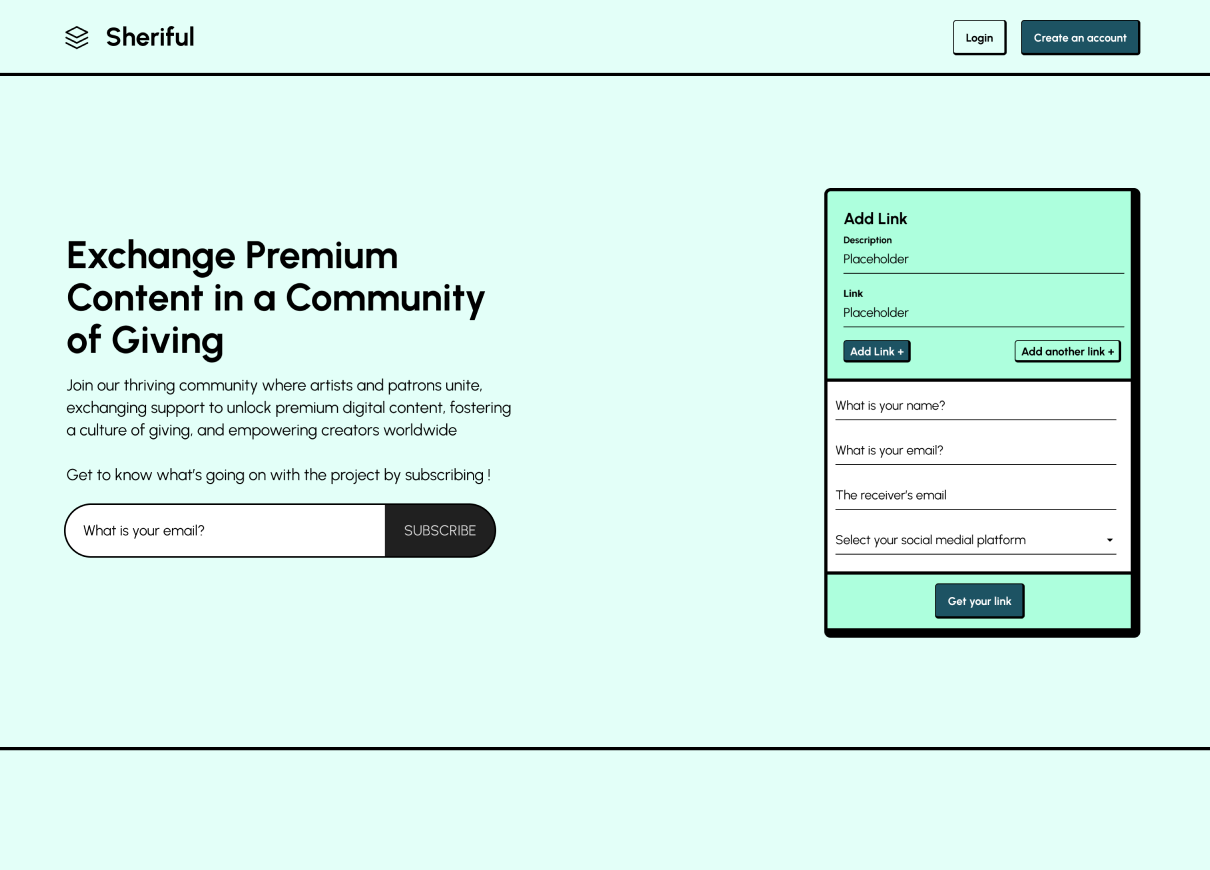 Sheriful
Login
Create an account
Exchange Premium
Content in a Community
of Giving
Join our thriving community where artists and patrons unite,
exchanging support to unlock premium digital content, fostering
a culture of giving, and empowering creators worldwide
Get to know what’s going on with the project by subscribing !
What is your email?
SUBSCRIBE
Add Link
Description
Placeholder
Link
Placeholder
Add Link +
Add another link +
What is your name?
What is your email?
The receiver’s email
Select your social medial platform
Get your link